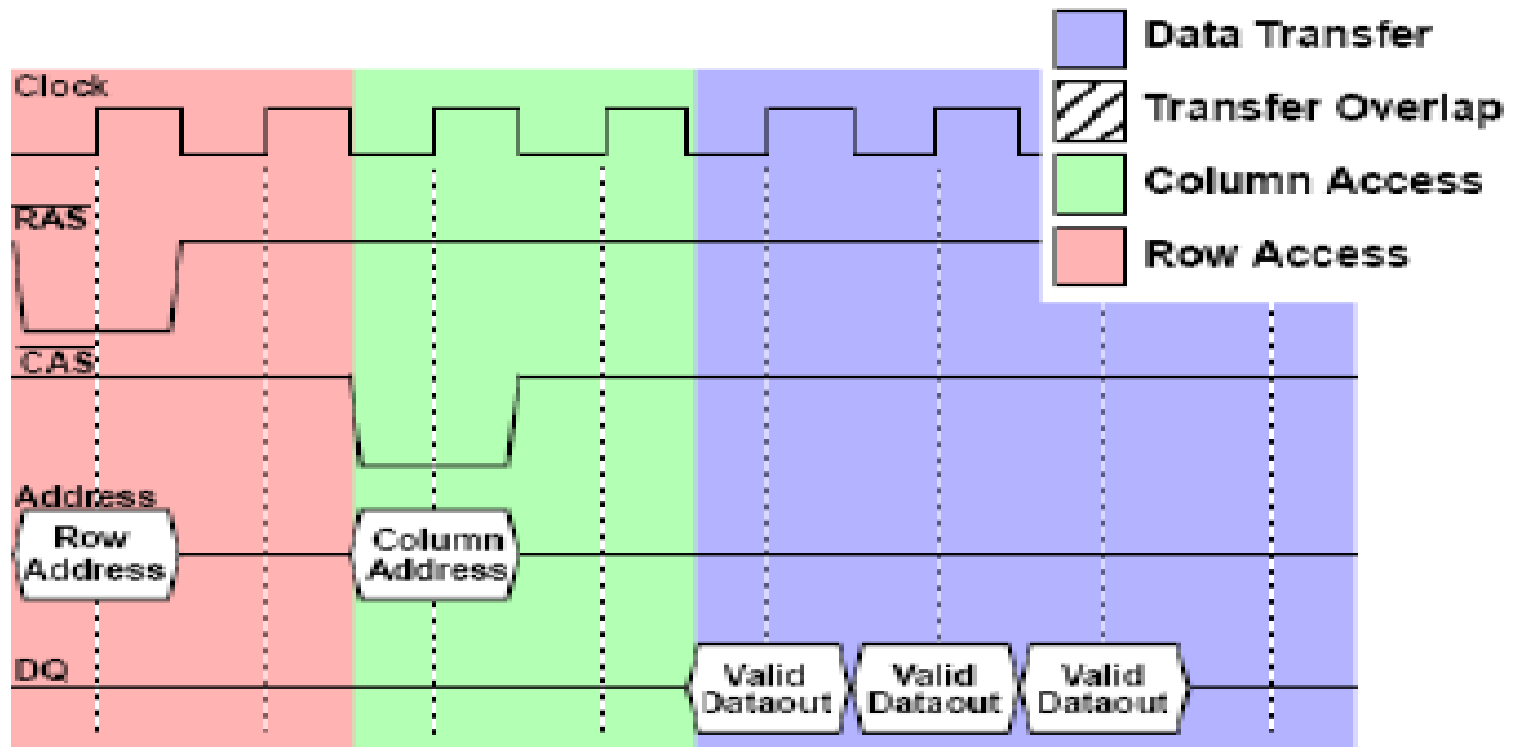 Data Transfer
Transfer Overlap
Column Access
Row Access
Clock
RAS
CAS
Address
Row
Address
Column
Address
DQ
Valid
Dataout
Valid
Dataout
Valid
Dataout